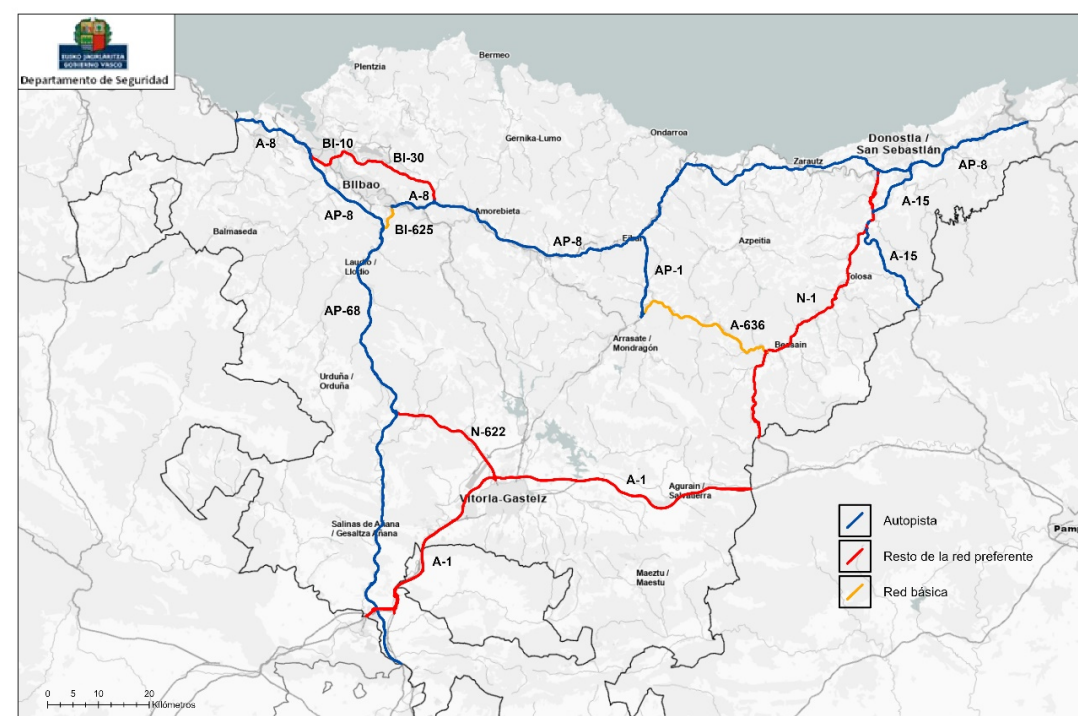 EUSKO JAURLARITZA
GOBIERNO VASCO
Departamento de Seguridad
Bermeo
Plentzia
Gernika-Lumo
Ondarroa
Donostia /
San Sebastián
A-8
BI-10
BI-30
Zarautz
AP-8
Bilbao
A-8
A-15
AP-8
Amorebieta
BI-625
Balmaseda
AP-8
Eibar
Azpeitia
A-15
Laudio /
Llodio
AP-1
Tolosa
N-1
AP-68
A-636
Arrasate /
Mondragón
Beasain
Urduña /
Orduña
N-622
A-1
Agurain /
Salvatierra
Vitoria-Gasteiz
Autopista
Salinas de Añana
/ Gesaltza Añana
Pamp
Resto de la red preferente
A-1
Maeztu /
Maestu
Red básica
0 5 10 20
Kilómetros